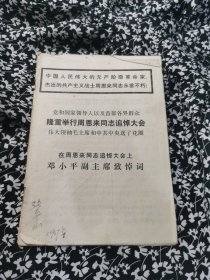 中国人民伟大的无产阶级革命家，
杰出的共产主义战士周恩来同志永垂不朽！
党和国家领导人以及首都各界群众
隆重举行周恩来同志追悼大会
伟大领袖毛主席和中共中央送了花圈
在周恩来同志追悼大会上
邓小平副主席致悼词